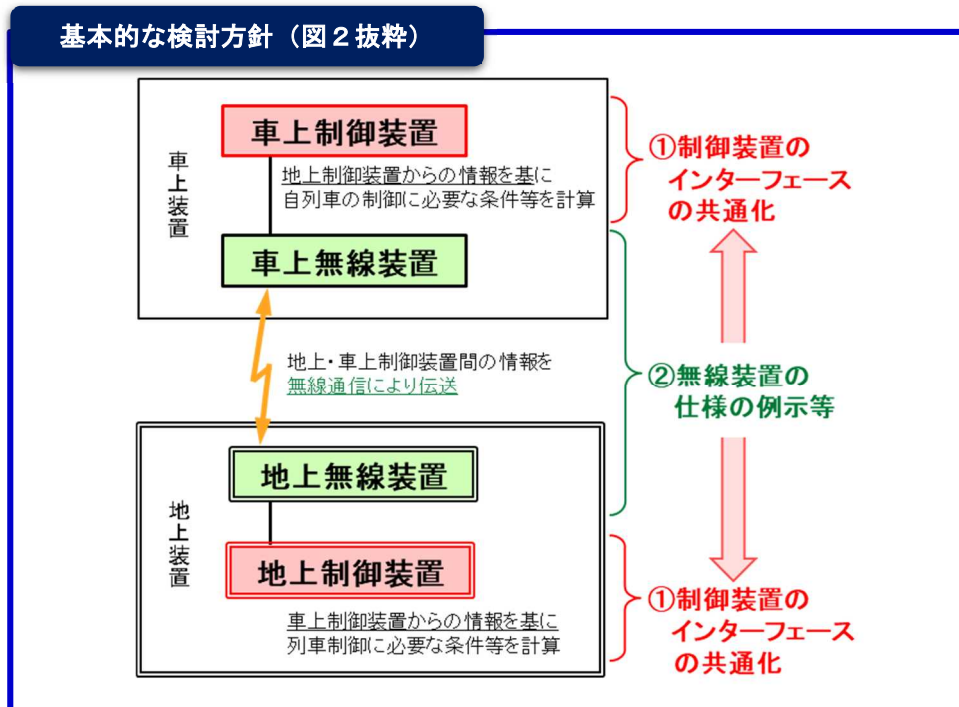 基本的な検討方針（図２抜粋）
車上装置
車上制御装置
地上制御装置からの情報を基に
自列車の制御に必要な条件等を計算
車上無線装置
地上・車上制御装置間の情報を
無線通信により伝送
地上装置
地上無線装置
地上制御装置
車上制御装置からの情報を基に
列車制御に必要な条件等を計算
①制御装置の
インターフェース
の共通化
②無線装置の
仕様の例示等
①制御装置の
インターフェース
の共通化